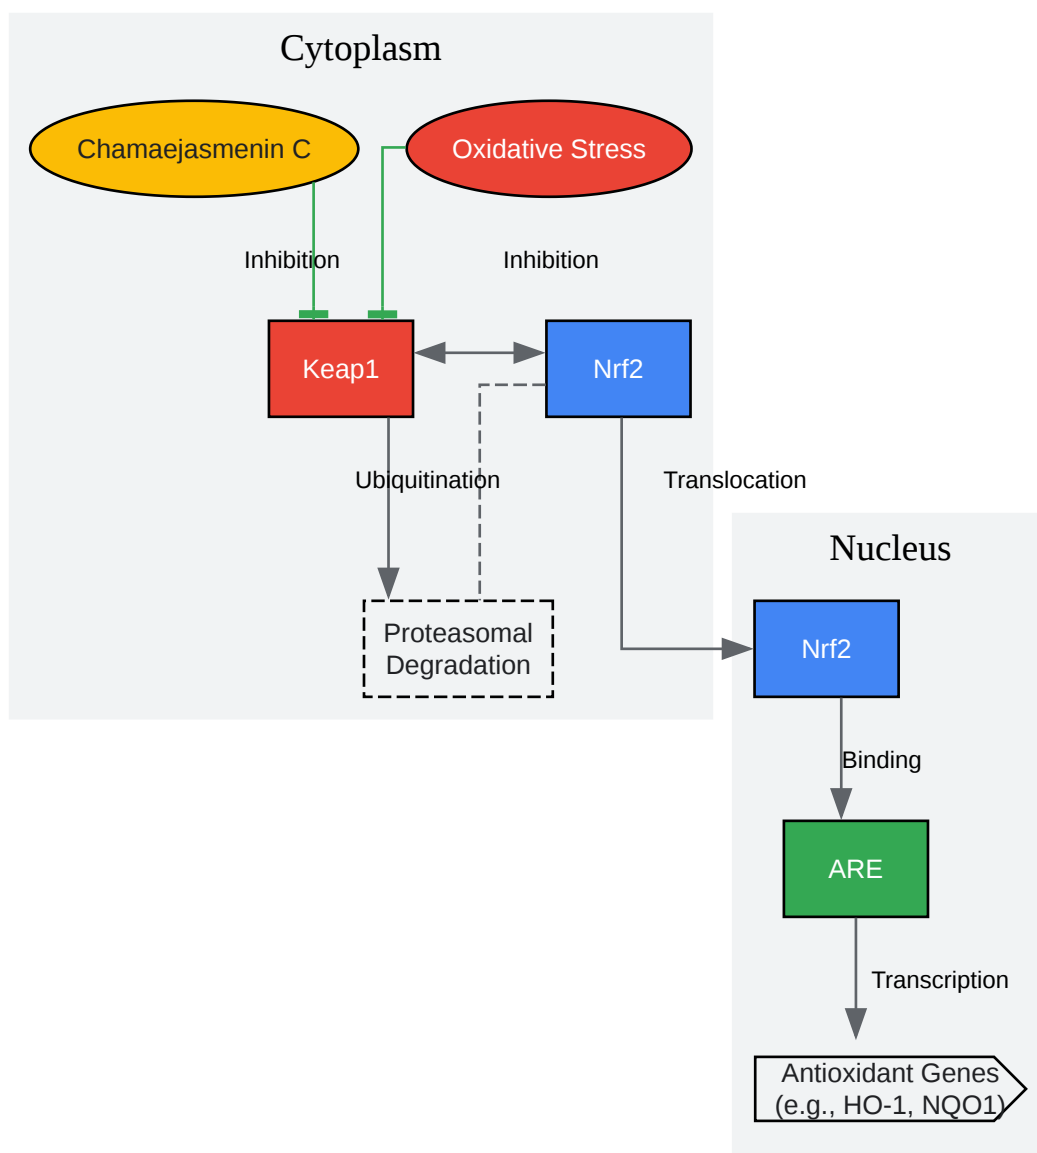 Cytoplasm
Chamaejasmenin C
Oxidative Stress
Inhibition
Inhibition
Keap1
Nrf2
Ubiquitination
Translocation
Proteasomal
Degradation
Nucleus
Nrf2
Binding
ARE
Transcription
Antioxidant Genes
(e.g., HO-1, NQO1)